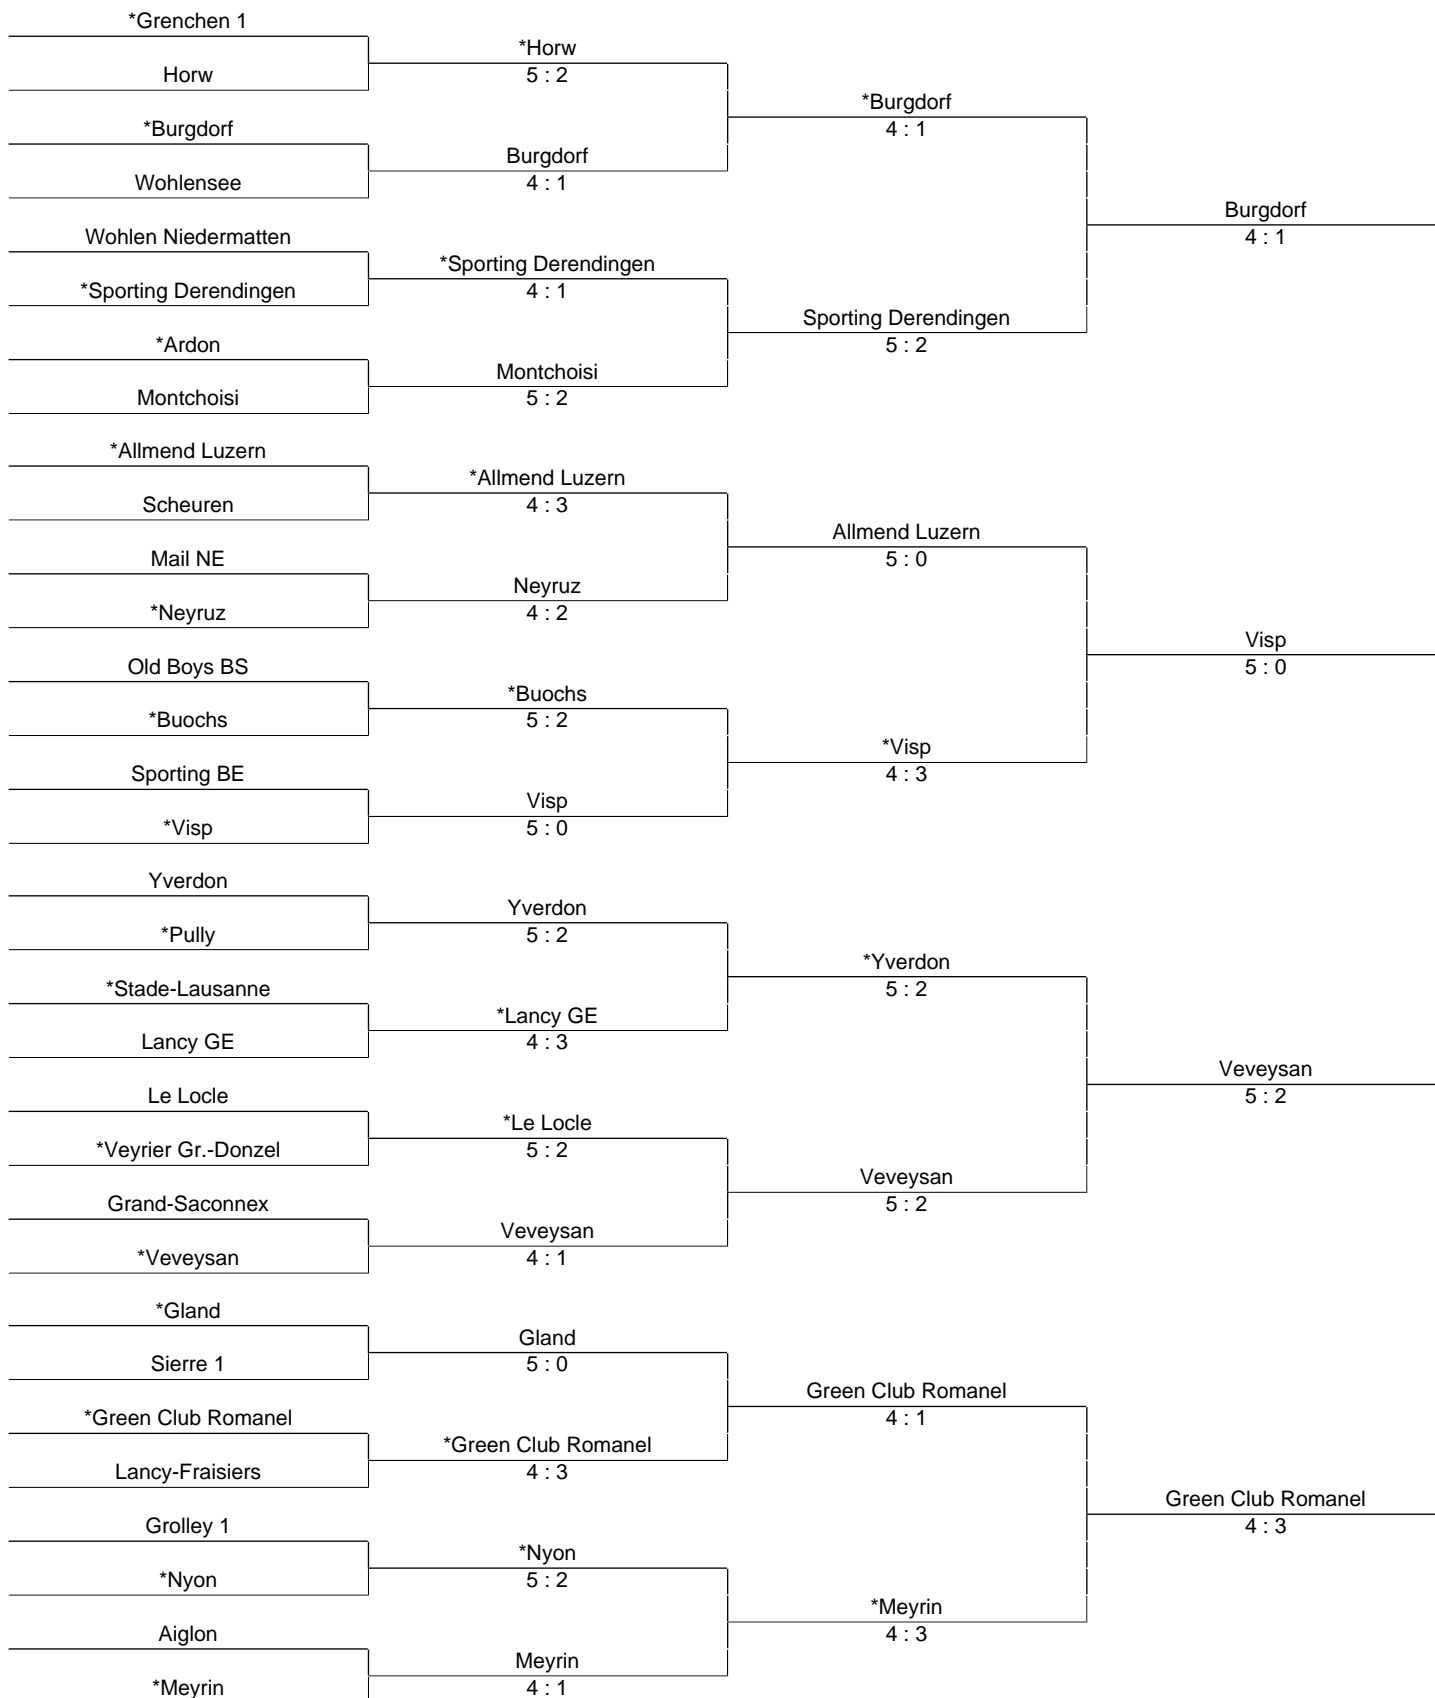 *Grenchen 1
Horw
*Burgdorf
Wohlensee
Wohlen Niedermatten
*Sporting Derendingen
*Ardon
Montchoisi
*Allmend Luzern
Scheuren
Mail NE
*Neyruz
Old Boys BS
*Buochs
Sporting BE
*Visp
Yverdon
*Pully
*Stade-Lausanne
Lancy GE
Le Locle
*Veyrier Gr.-Donzel
Grand-Saconnex
*Veveysan
*Gland
Sierre 1
*Green Club Romanel
Lancy-Fraisiers
Grolley 1
*Nyon
Aiglon
*Meyrin
*Horw
5 : 2
Burgdorf
4 : 1
*Sporting Derendingen
4 : 1
Montchoisi
5 : 2
*Allmend Luzern
4 : 3
Neyruz
4 : 2
*Buochs
5 : 2
Visp
5 : 0
Yverdon
5 : 2
*Lancy GE
4 : 3
*Le Locle
5 : 2
Veveysan
4 : 1
Gland
5 : 0
*Green Club Romanel
4 : 3
*Nyon
5 : 2
Meyrin
4 : 1
*Burgdorf
4 : 1
Sporting Derendingen
5 : 2
Allmend Luzern
5 : 0
*Visp
4 : 3
*Yverdon
5 : 2
Veveysan
5 : 2
Green Club Romanel
4 : 1
*Meyrin
4 : 3
Burgdorf
4 : 1
Visp
5 : 0
Veveysan
5 : 2
Green Club Romanel
4 : 3